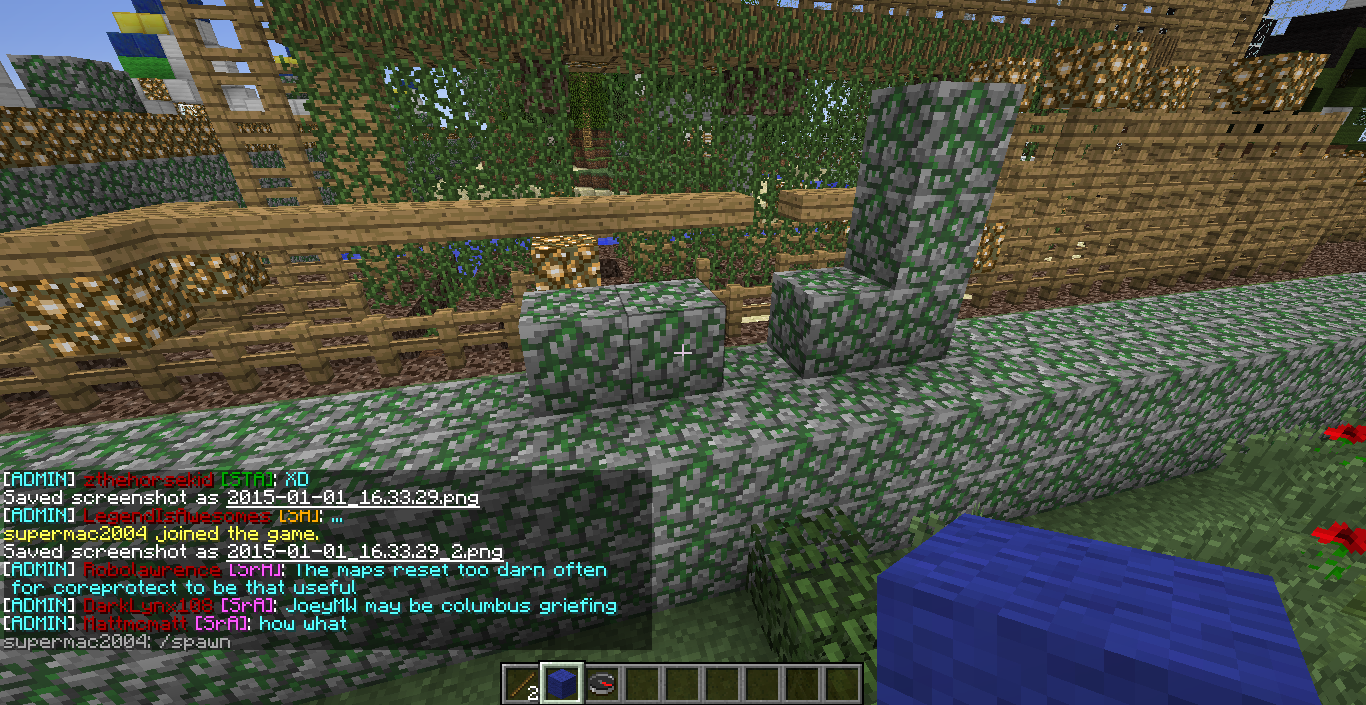 [ADMIN] zthehorsekid [STA]: XD
Saved screenshot as 2015-01-01_16.33.29.png
[ADMIN] LegendIsAwesomes [SA]: ...
supermac2004 joined the game.
Saved screenshot as 2015-01-01_16.33.29_2.png
[ADMIN] Robolawrence [SrA]: The maps reset too darn often
for coreprotect to be that useful
[ADMIN] DarkLynx108 [SrA]: JoeyMW may be columbus griefing
[ADMIN] Mattmcmatt [SrA]: how what
supermac2004: /spawn
2